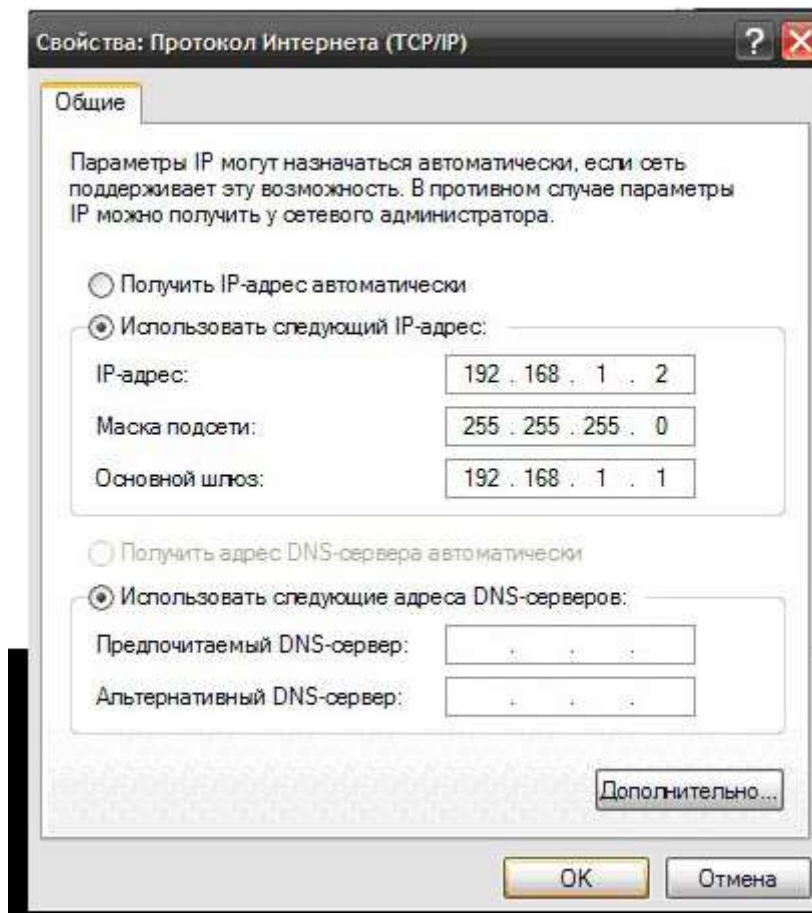 Свойства: Протокол Интернета (TCP/IP)
?
Общие
Параметры IP могут назначаться автоматически, если сеть
поддерживает эту возможность. В противном случае параметры
IP можно получить у сетевого администратора.
Получить IP-адрес автоматически
Использовать следующий IP-адрес:
IP-адрес: 192 . 168 . 1 . 2
Маска подсети: 255 . 255 . 255 . 0
Основной шлюз: 192 . 168 . 1 . 1
Получить адрес DNS-сервера автоматически
Использовать следующие адреса DNS-серверов:
Предпочитаемый DNS-сервер: . . .
Альтернативный DNS-сервер: . . .
Дополнительно...
OK Отмена